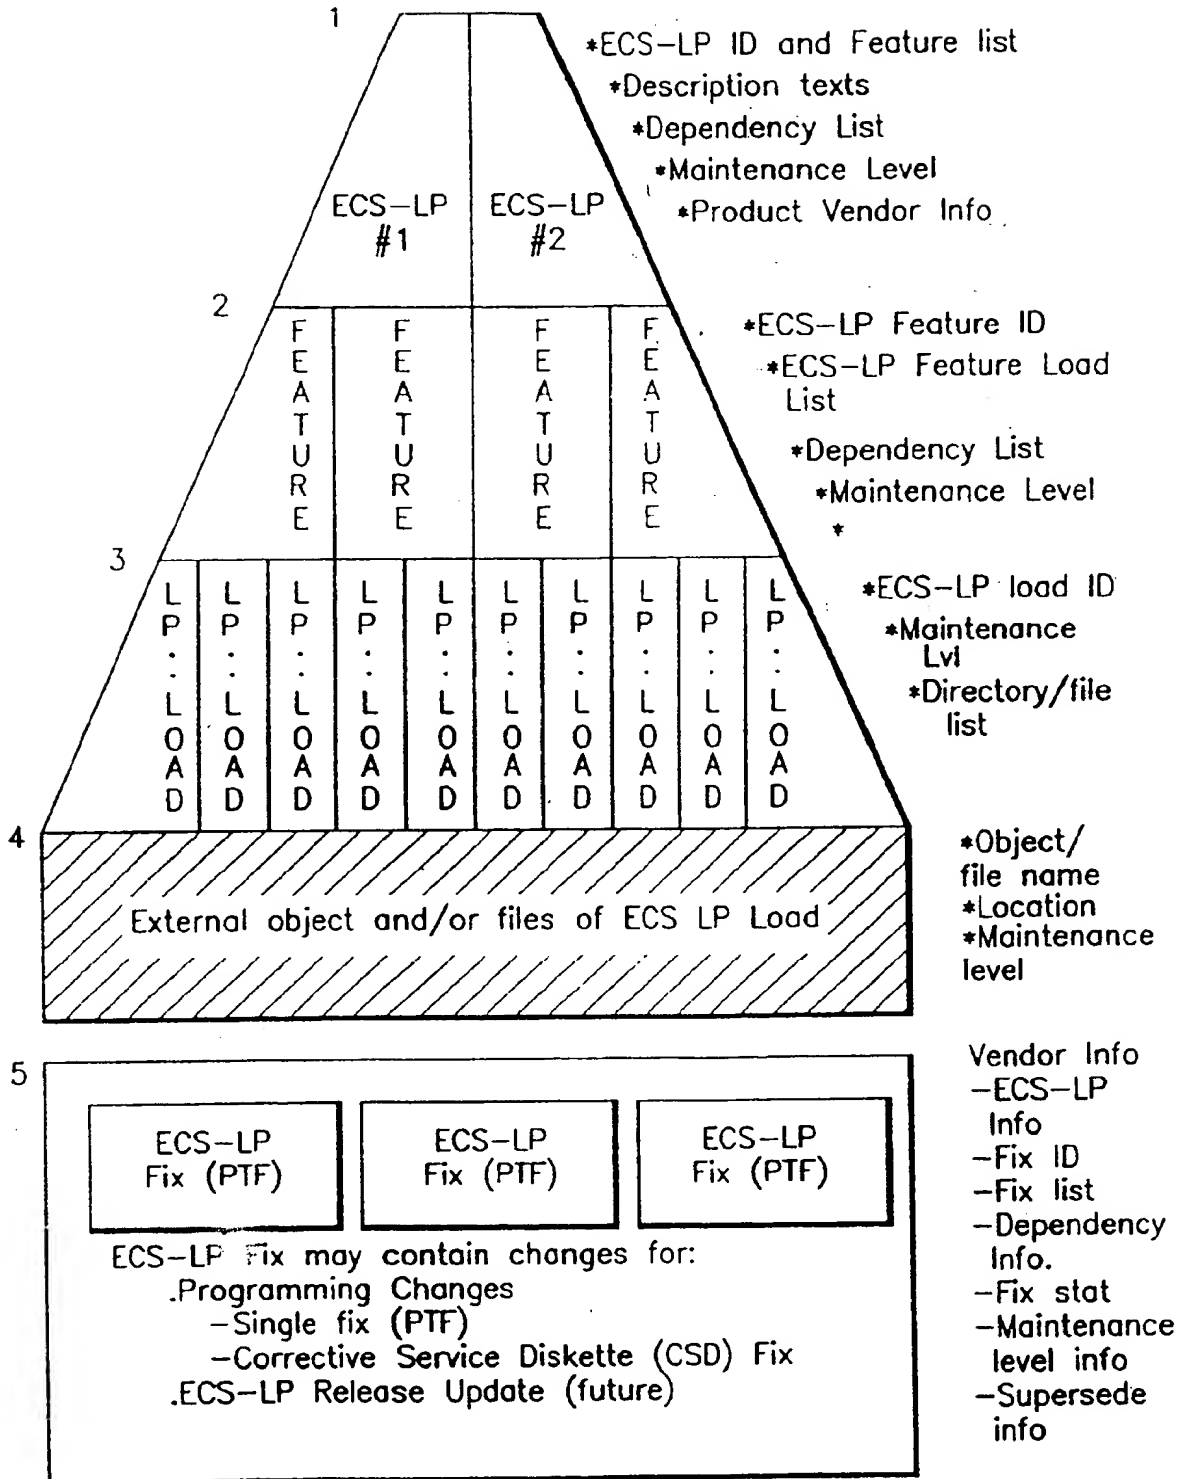 1
*ECS-LP ID and Feature list
*Description texts
*Dependency List
*Maintenance Level
*Product Vendor Info
ECS-LP
#1
ECS-LP
#2
2
FEATURE
FEATURE
FEATURE
FEATURE
*ECS-LP Feature ID
*ECS-LP Feature Load
List
*Dependency List
*Maintenance Level
*
3
LP..LOAD
LP..LOAD
LP..LOAD
LP..LOAD
LP..LOAD
LP..LOAD
LP..LOAD
LP..LOAD
LP..LOAD
LP..LOAD
*ECS-LP load ID
*Maintenance
Lvl
*Directory/file
list
4
External object and/or files of ECS LP Load
*Object/
file name
*Location
*Maintenance
level
5
ECS-LP
Fix (PTF)
ECS-LP
Fix (PTF)
ECS-LP
Fix (PTF)
ECS-LP Fix may contain changes for:
.Programming Changes
-Single fix (PTF)
-Corrective Service Diskette (CSD) Fix
.ECS-LP Release Update (future)
Vendor Info
-ECS-LP
Info
-Fix ID
-Fix list
-Dependency
Info.
-Fix stat
-Maintenance
level info
-Supersede
info